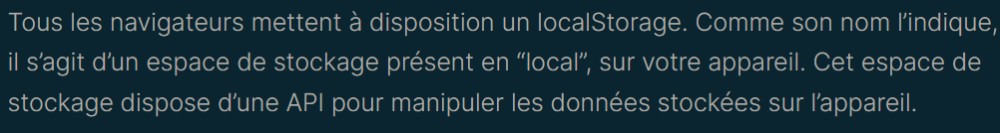 Tous les navigateurs mettent à disposition un localStorage. Comme son nom l’indique,
il s’agit d’un espace de stockage présent en “local”, sur votre appareil. Cet espace de
stockage dispose d’une API pour manipuler les données stockées sur l’appareil.